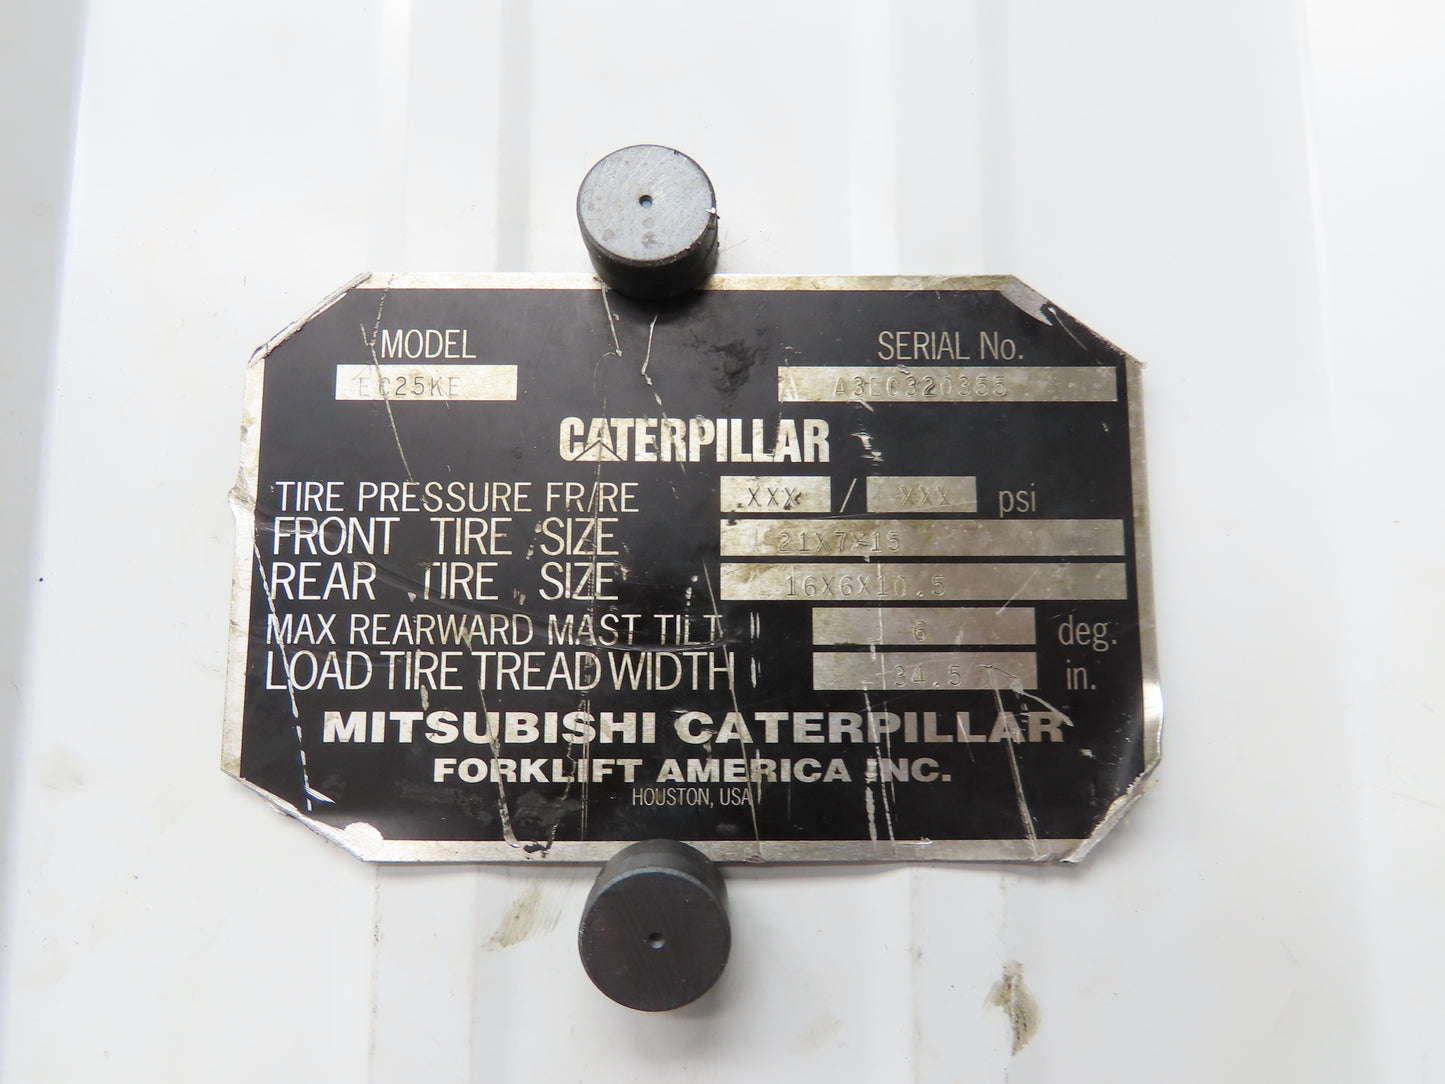 MODEL SERIAL No.
EC25KE A3EC320355
CATERPILLAR
TIRE PRESSURE FR/RE XXX / XXX psi
FRONT TIRE SIZE 21X7X15
REAR TIRE SIZE 16X6X10.5
MAX REARWARD MAST TILT 6 deg.
LOAD TIRE TREAD WIDTH 34.5 in.
MITSUBISHI CATERPILLAR
FORKLIFT AMERICA INC.
HOUSTON, USA